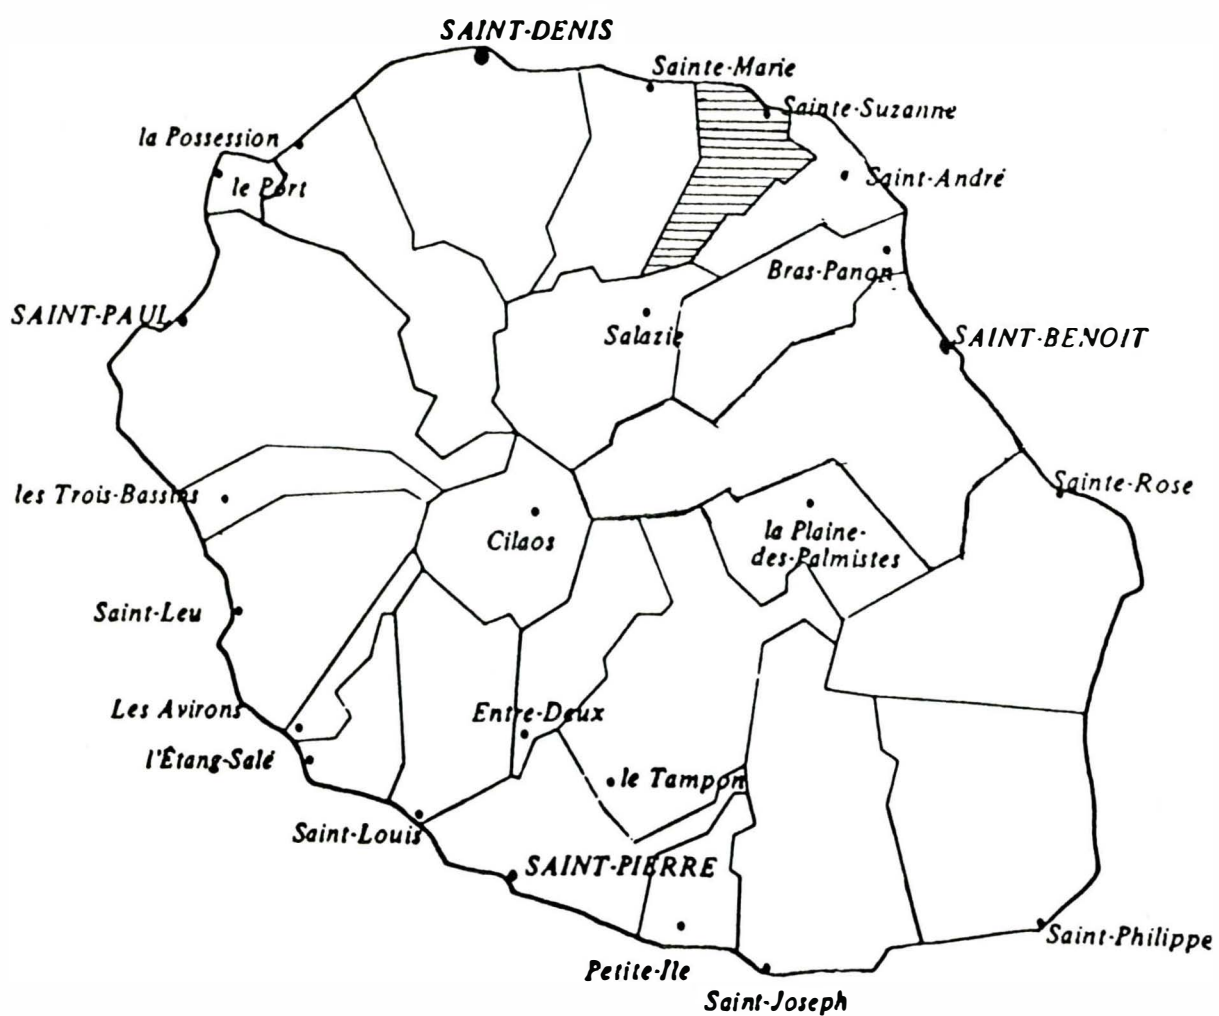 SAINT-DENIS
Sainte-Marie
Sainte-Suzanne
la Possession
le Port
Saint-André
Bras-Panon
SAINT-PAUL
Salazie
SAINT-BENOIT
les Trois-Bassins
Sainte-Rose
Cilaos
la Plaine-
des-Palmistes
Saint-Leu
Les Avirons
Entre-Deux
l'Êtang-Salé
le Tampon
Saint-Louis
SAINT-PIERRE
Saint-Philippe
Petite-Ile
Saint-Joseph